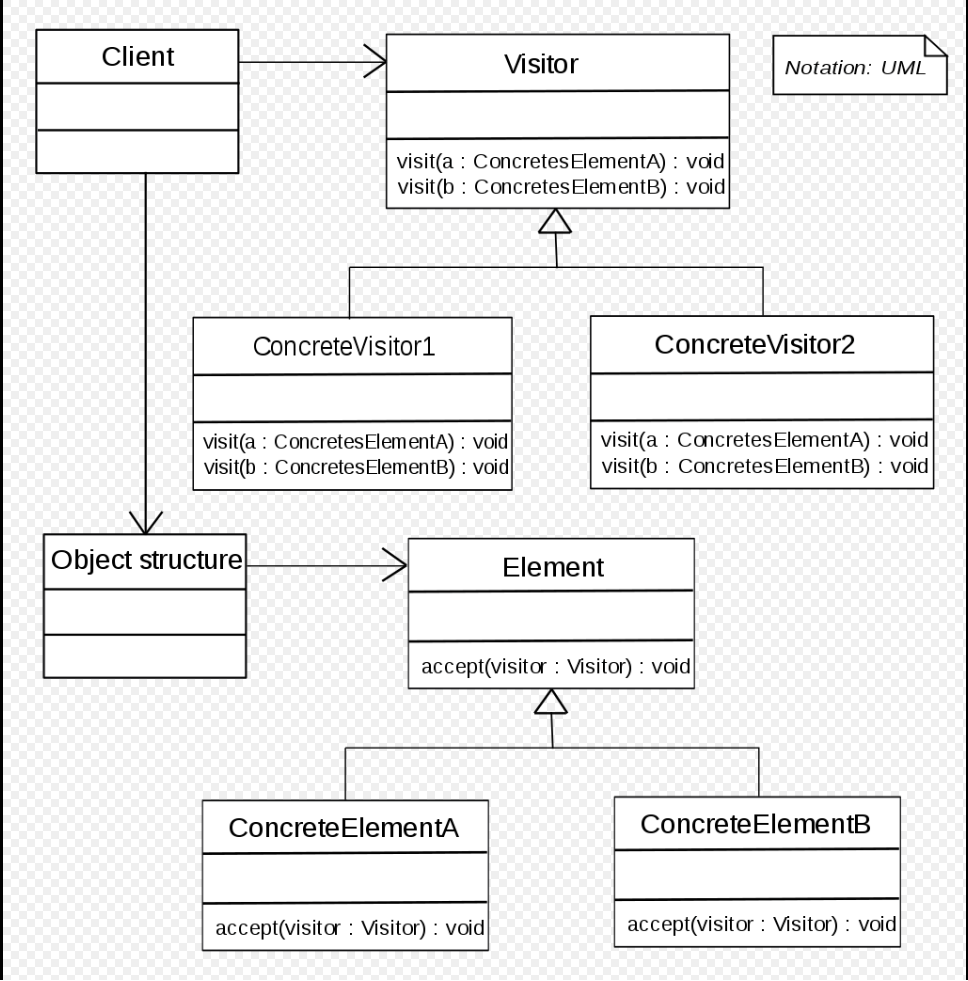 Client
Visitor
Notation: UML
visit(a : ConcretesElementA) : void
visit(b : ConcretesElementB) : void
ConcreteVisitor1
ConcreteVisitor2
visit(a : ConcretesElementA) : void
visit(b : ConcretesElementB) : void
visit(a : ConcretesElementA) : void
visit(b : ConcretesElementB) : void
Object structure
Element
accept(visitor : Visitor) : void
ConcreteElementA
ConcreteElementB
accept(visitor : Visitor) : void
accept(visitor : Visitor) : void